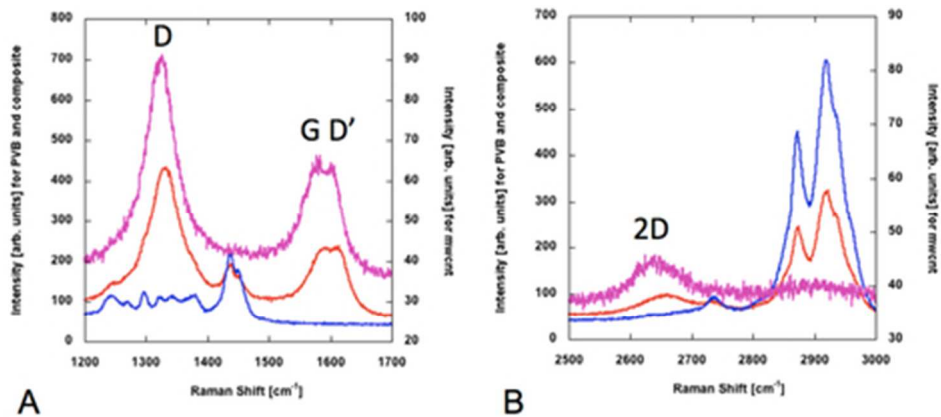 D
G D’
Intensity [arb. units] for PVB and composite
800
700
600
500
400
300
200
100
0
100
90
80
70
60
50
40
30
20
Intensity [arb. units] for mwcnt
1200 1300 1400 1500 1600 1700
Raman Shift [cm⁻¹]
A
2D
Intensity [arb. units] for PVB and composite
700
600
500
400
300
200
100
0
90
80
70
60
50
40
30
Intensity [arb. units] for mwcnt
2500 2600 2700 2800 2900 3000
Raman Shift [cm⁻¹]
B